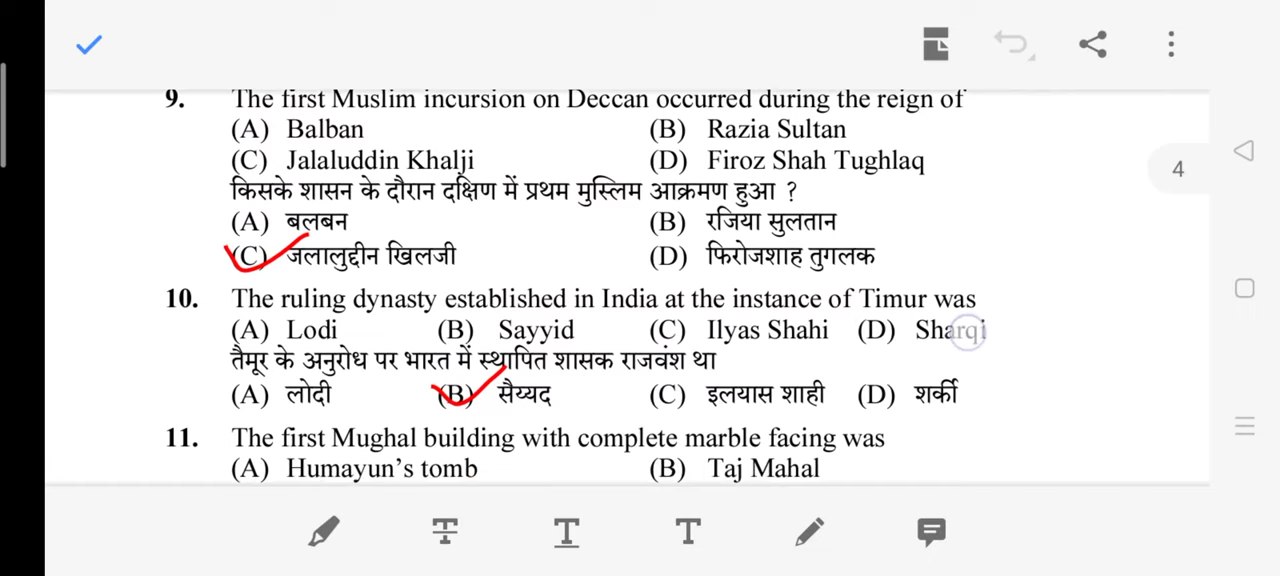 9. The first Muslim incursion on Deccan occurred during the reign of
(A) Balban (B) Razia Sultan
(C) Jalaluddin Khalji (D) Firoz Shah Tughlaq
4
किसके शासन के दौरान दक्षिण में प्रथम मुस्लिम आक्रमण हुआ ?
(A) बलबन (B) रजिया सुलतान
(C) जलालुद्दीन खिलजी (D) फिरोजशाह तुगलक
10. The ruling dynasty established in India at the instance of Timur was
(A) Lodi (B) Sayyid (C) Ilyas Shahi (D) Sharqi
तैमूर के अनुरोध पर भारत में स्थापित शासक राजवंश था
(A) लोदी (B) सैय्यद (C) इलयास शाही (D) शर्की
11. The first Mughal building with complete marble facing was
(A) Humayun’s tomb (B) Taj Mahal
T T T